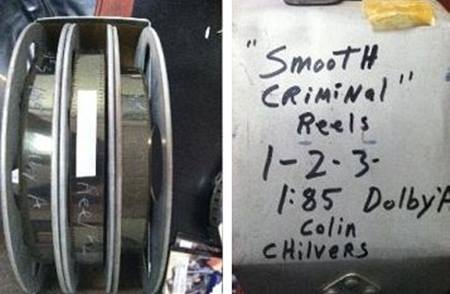 "SMOOTH
CRIMINAL"
Reels
1-2-3-
1:85 Dolby'A
Colin
CHILVERS